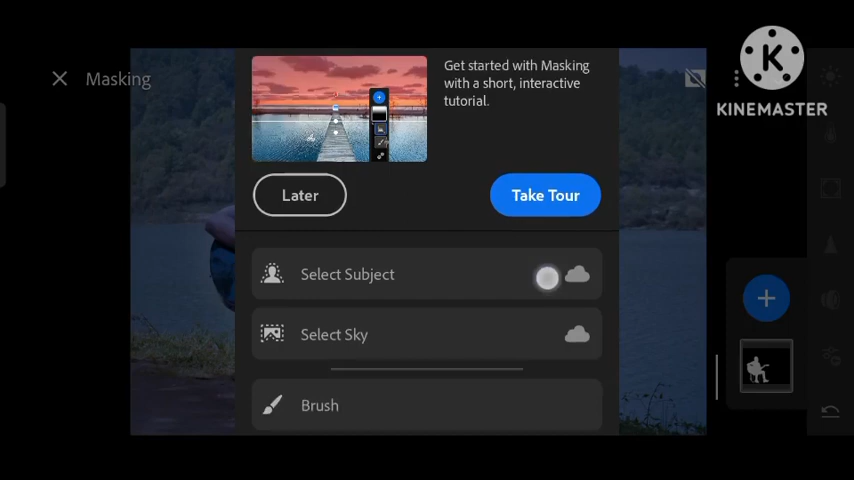 Masking
Get started with Masking
with a short, interactive
tutorial.
K
KINEMASTER
Later
Take Tour
Select Subject
Select Sky
Brush